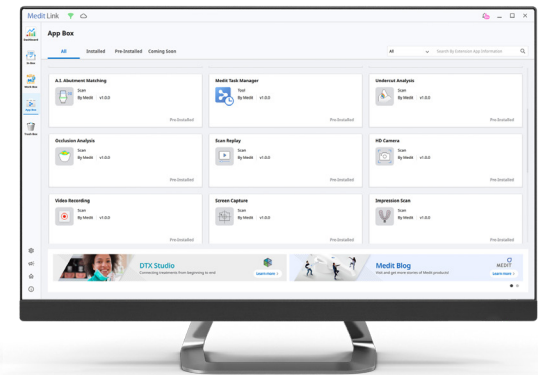 Medit Link
Dashboard
App Box
All Installed Pre-Installed Coming Soon
All Search By Extension App Information
In Box
Work Box
App Box
Trash Box
A.I. Abutment Matching
Scan
By Medit v1.0.0
Pre-Installed
Medit Task Manager
Tool
By Medit v1.0.0
Pre-Installed
Undercut Analysis
Scan
By Medit v1.0.0
Pre-Installed
Occlusion Analysis
Scan
By Medit v1.0.0
Pre-Installed
Scan Replay
Scan
By Medit v1.0.0
Pre-Installed
HD Camera
Scan
By Medit v1.0.0
Pre-Installed
Video Recording
Scan
By Medit v1.0.0
Pre-Installed
Screen Capture
Scan
By Medit v1.0.0
Pre-Installed
Impression Scan
Scan
By Medit v1.0.0
Pre-Installed
DTX Studio
Connecting treatments from beginning to end
Learn more >
Medit Blog
Visit and get more stories of Medit products!
MEDIT
Learn more >